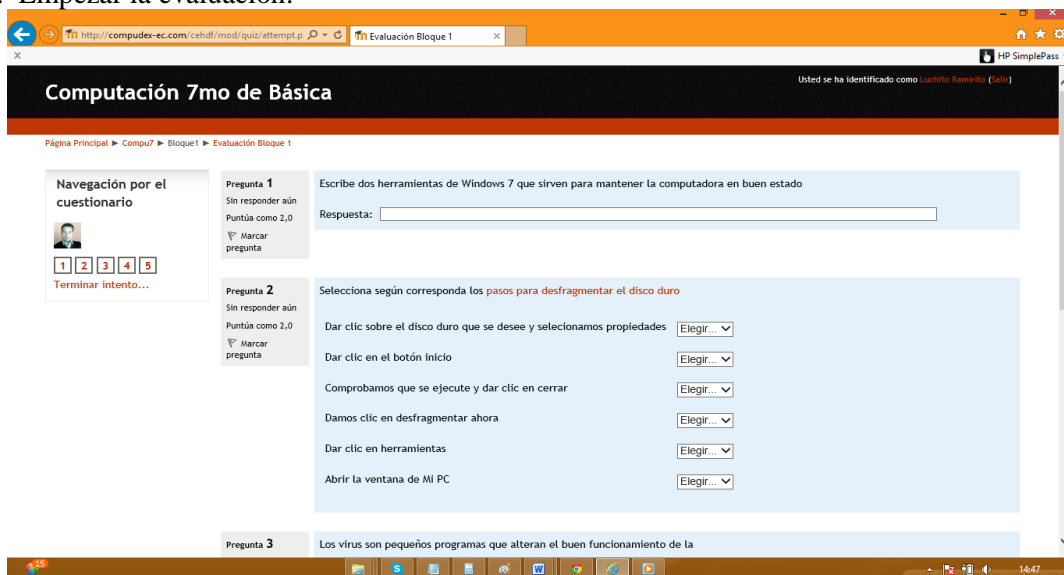 Empezar la evaluación.
http://compudex-ec.com/cehdf/mod/quiz/attempt.p
Evaluación Bloque 1
HP SimplePass
Computación 7mo de Básica
Usted se ha identificado como Luchito Ramirito (Salir)
Página Principal ► Compu7 ► Bloque1 ► Evaluación Bloque 1
Navegación por el
cuestionario
1 2 3 4 5
Terminar intento...
Pregunta 1
Sin responder aún
Puntúa como 2,0
Marcar
pregunta
Escribe dos herramientas de Windows 7 que sirven para mantener la computadora en buen estado
Respuesta:
Pregunta 2
Sin responder aún
Puntúa como 2,0
Marcar
pregunta
Selecciona según corresponda los pasos para desfragmentar el disco duro
Dar clic sobre el disco duro que se desee y selecionamos propiedades Elegir...
Dar clic en el botón inicio Elegir...
Comprobamos que se ejecute y dar clic en cerrar Elegir...
Damos clic en desfragmentar ahora Elegir...
Dar clic en herramientas Elegir...
Abrir la ventana de Mi PC Elegir...
Pregunta 3
Los virus son pequeños programas que alteran el buen funcionamiento de la
15
14:47